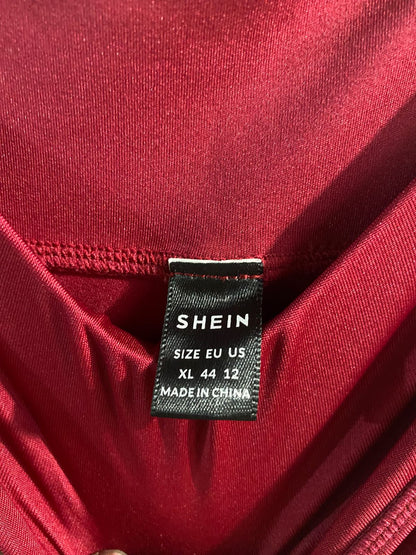 SHEIN
SIZE EU US
XL 44 12
MADE IN CHINA